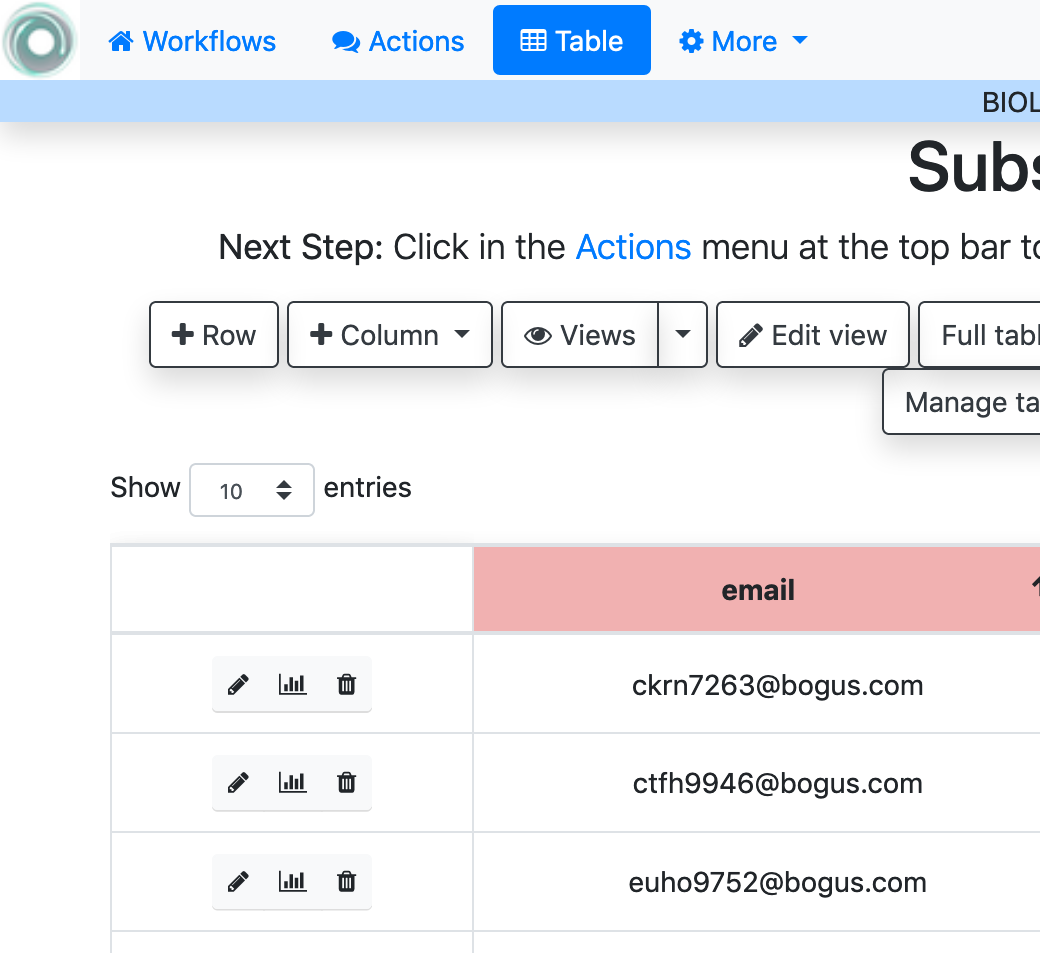 Workflows Actions Table More
BIOL
Subs
Next Step: Click in the Actions menu at the top bar to
Row Column Views Edit view Full tabl
Manage ta
Show 10 entries
email
ckrn7263@bogus.com
ctfh9946@bogus.com
euho9752@bogus.com